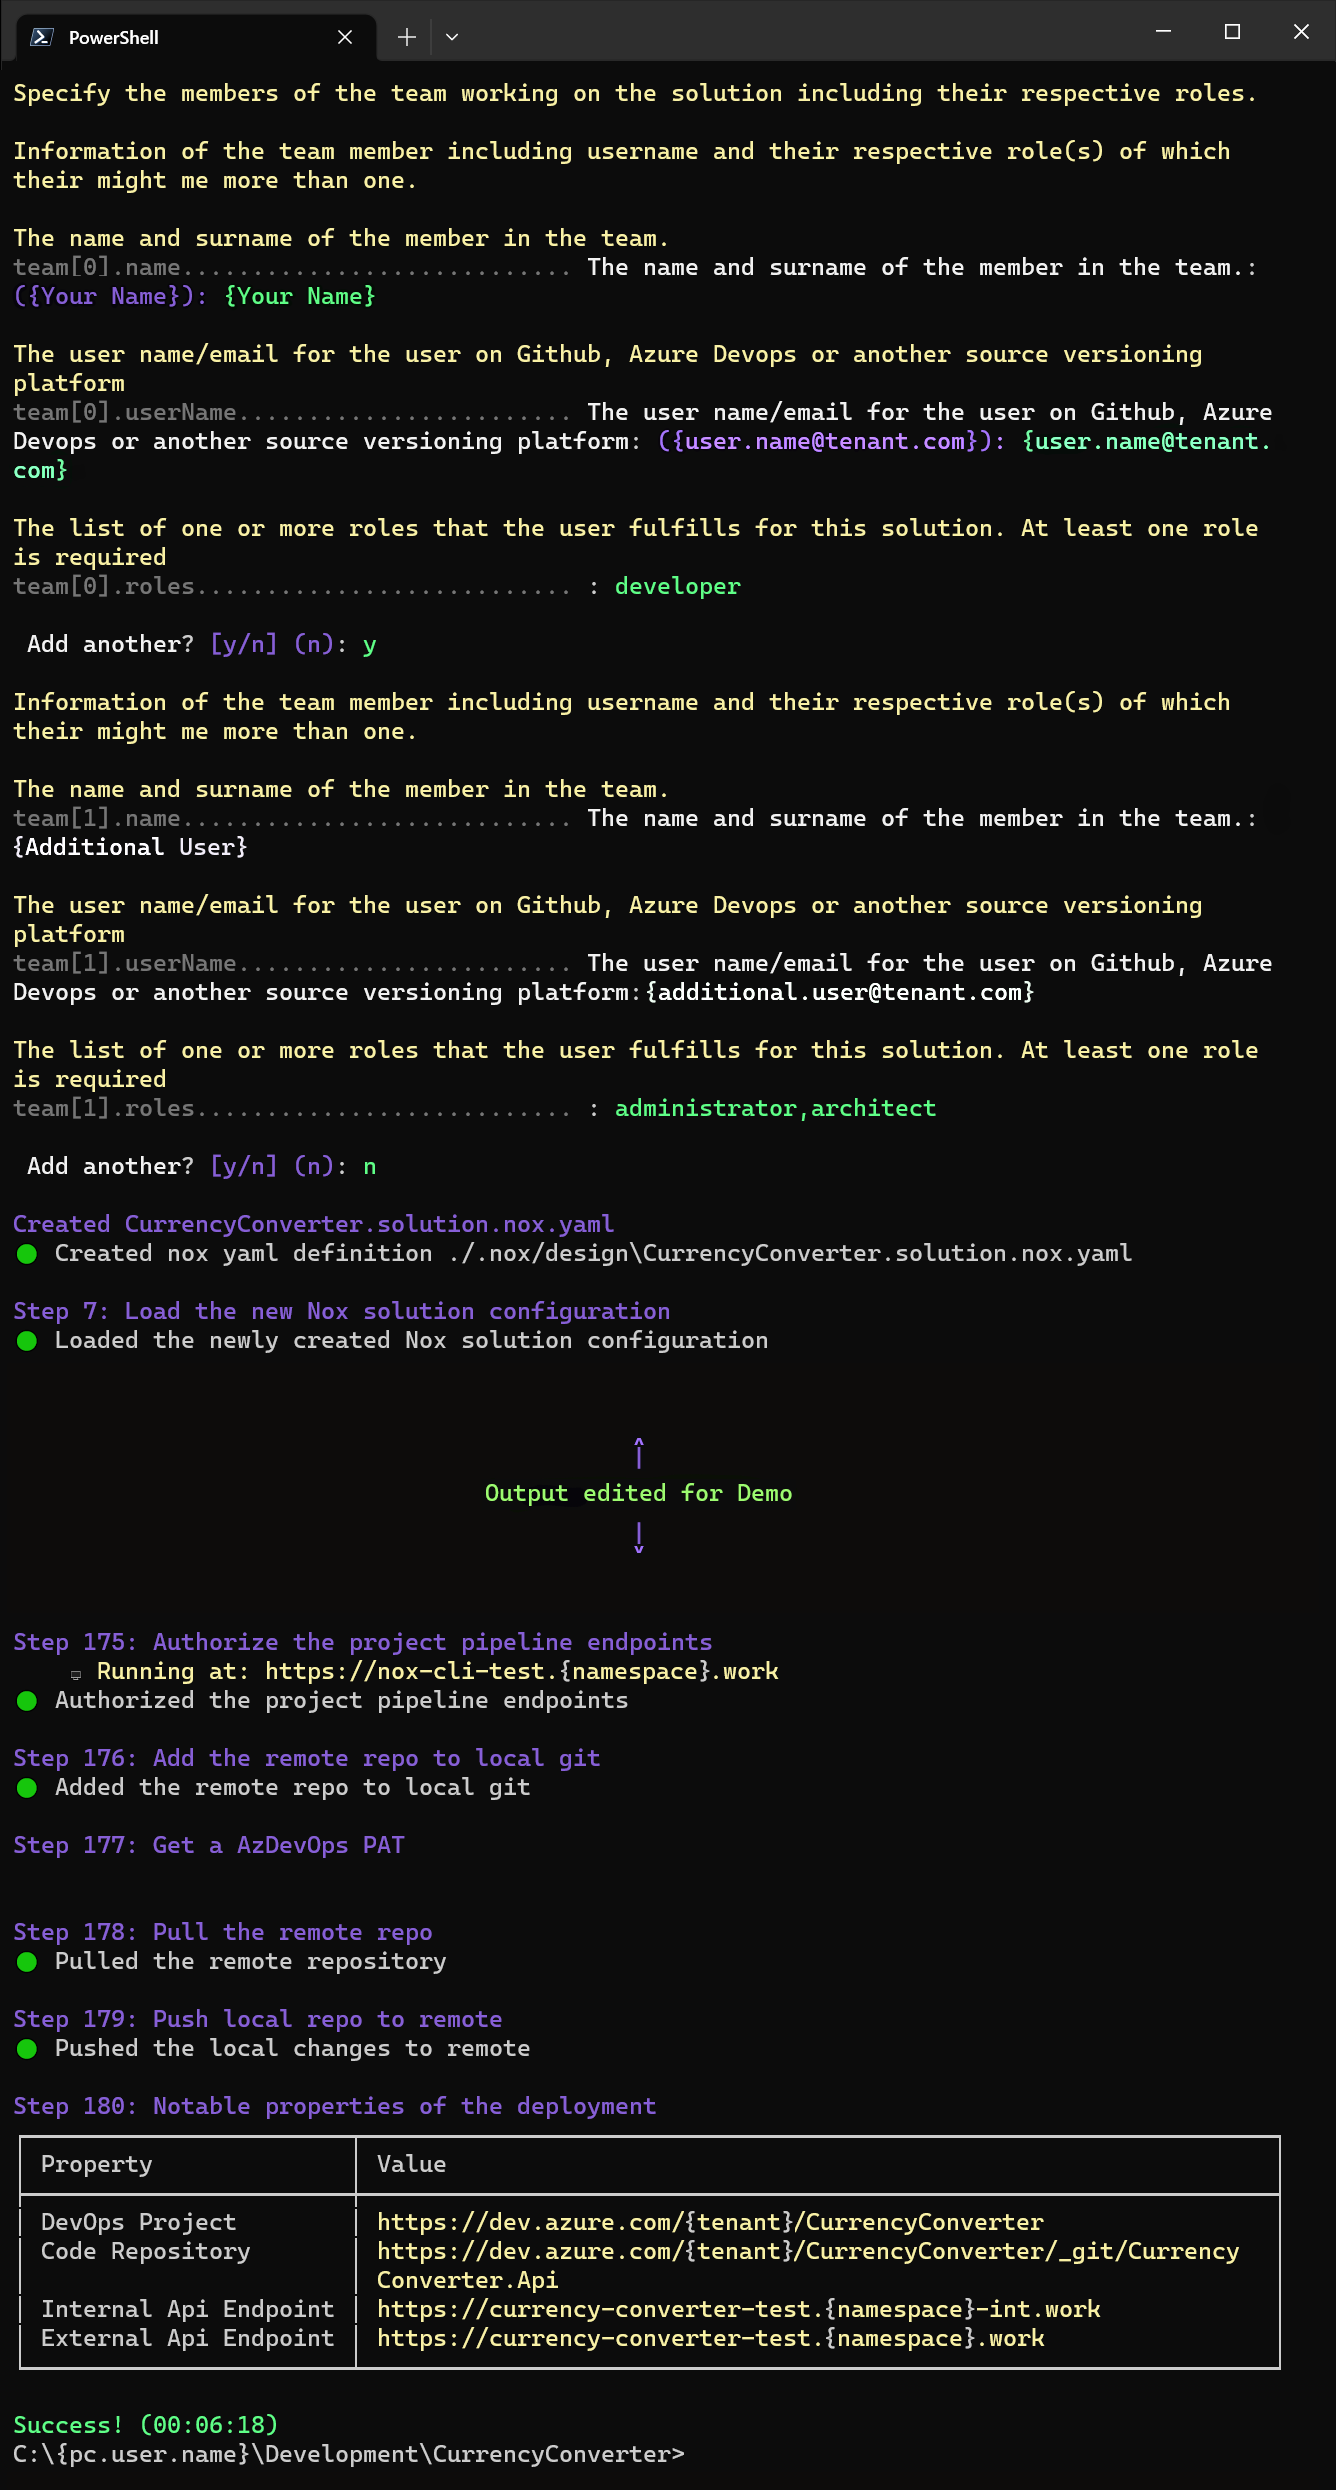 PowerShell
Specify the members of the team working on the solution including their respective roles.
Information of the team member including username and their respective role(s) of which
their might me more than one.
The name and surname of the member in the team.
team[0].name............................ The name and surname of the member in the team.:
({Your Name}): {Your Name}
The user name/email for the user on Github, Azure Devops or another source versioning
platform
team[0].userName........................ The user name/email for the user on Github, Azure
Devops or another source versioning platform: ({user.name@tenant.com}): {user.name@tenant.
com}
The list of one or more roles that the user fulfills for this solution. At least one role
is required
team[0].roles........................... : developer
Add another? [y/n] (n): y
Information of the team member including username and their respective role(s) of which
their might me more than one.
The name and surname of the member in the team.
team[1].name............................ The name and surname of the member in the team.:
{Additional User}
The user name/email for the user on Github, Azure Devops or another source versioning
platform
team[1].userName........................ The user name/email for the user on Github, Azure
Devops or another source versioning platform:{additional.user@tenant.com}
The list of one or more roles that the user fulfills for this solution. At least one role
is required
team[1].roles........................... : administrator,architect
Add another? [y/n] (n): n
Created CurrencyConverter.solution.nox.yaml
Created nox yaml definition ./.nox/design\CurrencyConverter.solution.nox.yaml
Step 7: Load the new Nox solution configuration
Loaded the newly created Nox solution configuration
^
|
Output edited for Demo
|
v
Step 175: Authorize the project pipeline endpoints
Running at: https://nox-cli-test.{namespace}.work
Authorized the project pipeline endpoints
Step 176: Add the remote repo to local git
Added the remote repo to local git
Step 177: Get a AzDevOps PAT
Step 178: Pull the remote repo
Pulled the remote repository
Step 179: Push local repo to remote
Pushed the local changes to remote
Step 180: Notable properties of the deployment
Property Value
DevOps Project https://dev.azure.com/{tenant}/CurrencyConverter
Code Repository https://dev.azure.com/{tenant}/CurrencyConverter/_git/Currency
Converter.Api
Internal Api Endpoint https://currency-converter-test.{namespace}-int.work
External Api Endpoint https://currency-converter-test.{namespace}.work
Success! (00:06:18)
C:\{pc.user.name}\Development\CurrencyConverter>